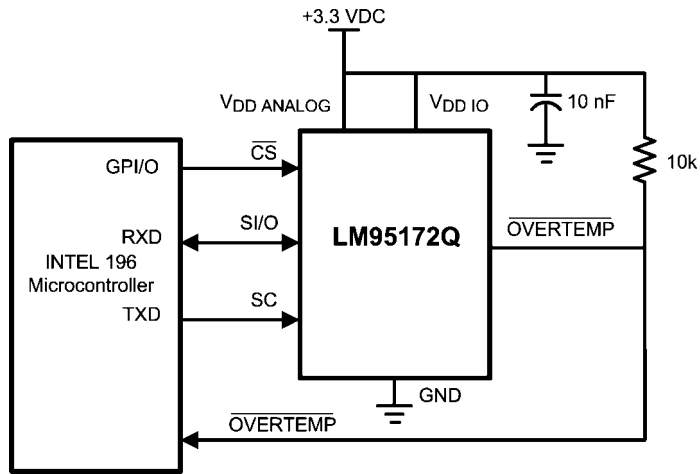 +3.3 VDC
VDD ANALOG
VDD IO
10 nF
10k
GPI/O
CS
RXD
SI/O
INTEL 196
Microcontroller
TXD
SC
LM95172Q
OVERTEMP
GND
OVERTEMP